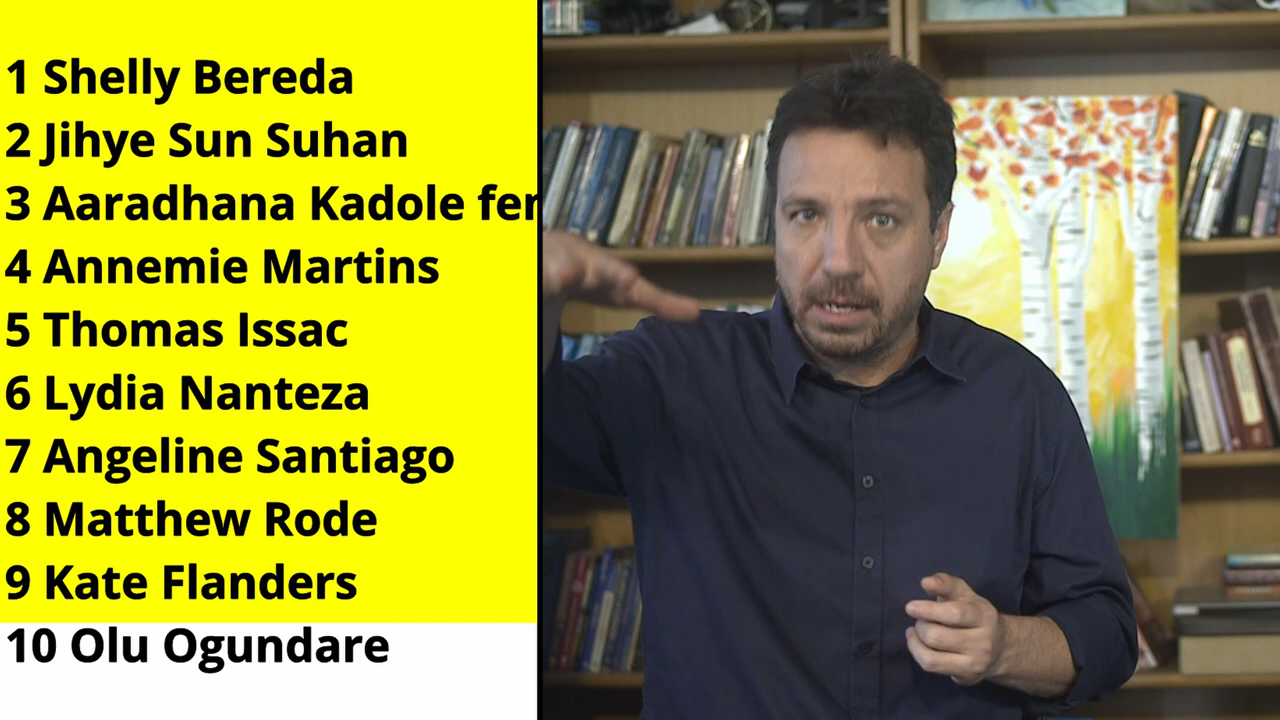 1 Shelly Bereda
2 Jihye Sun Suhan
3 Aaradhana Kadole
4 Annemie Martins
5 Thomas Issac
6 Lydia Nanteza
7 Angeline Santiago
8 Matthew Rode
9 Kate Flanders
10 Olu Ogundare